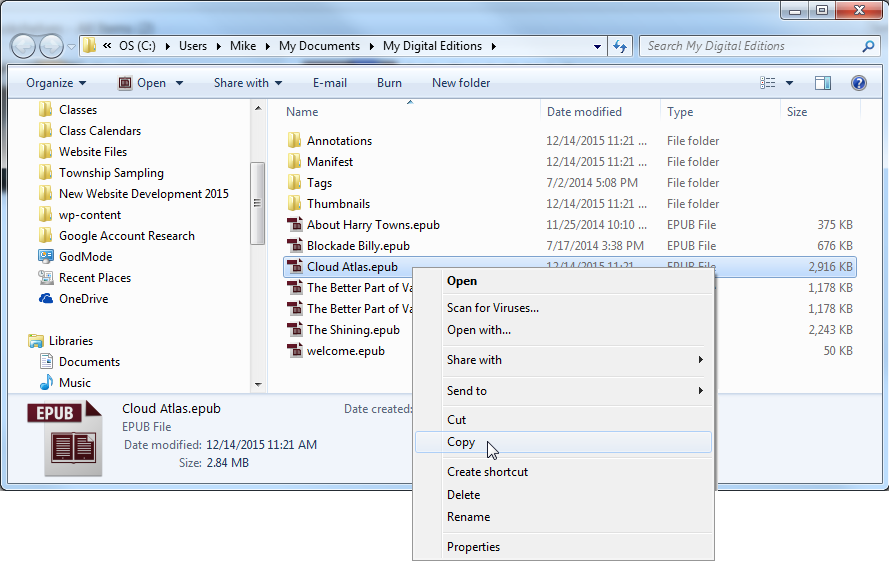 « OS (C:) ▸ Users ▸ Mike ▸ My Documents ▸ My Digital Editions ▸
Search My Digital Editions
Organize Open Share with E-mail Burn New folder
Classes
Class Calendars
Website Files
Township Sampling
New Website Development 2015
wp-content
Google Account Research
GodMode
Recent Places
OneDrive
Libraries
Documents
Music
Name Date modified Type Size
Annotations 12/14/2015 11:21 ... File folder
Manifest 12/14/2015 11:21 ... File folder
Tags 7/2/2014 5:08 PM File folder
Thumbnails 12/14/2015 11:21 ... File folder
About Harry Towns.epub 11/25/2014 10:10 ... EPUB File 375 KB
Blockade Billy.epub 7/17/2014 3:38 PM EPUB File 676 KB
Cloud Atlas.epub 12/14/2015 11:21 ... EPUB File 2,916 KB
The Better Part of Va 1,178 KB
The Better Part of Va 1,178 KB
The Shining.epub 2,243 KB
welcome.epub 50 KB
Open
Scan for Viruses...
Open with...
Share with
Send to
Cut
Copy
Create shortcut
Delete
Rename
Properties
EPUB
Cloud Atlas.epub Date created:
EPUB File
Date modified: 12/14/2015 11:21 AM
Size: 2.84 MB